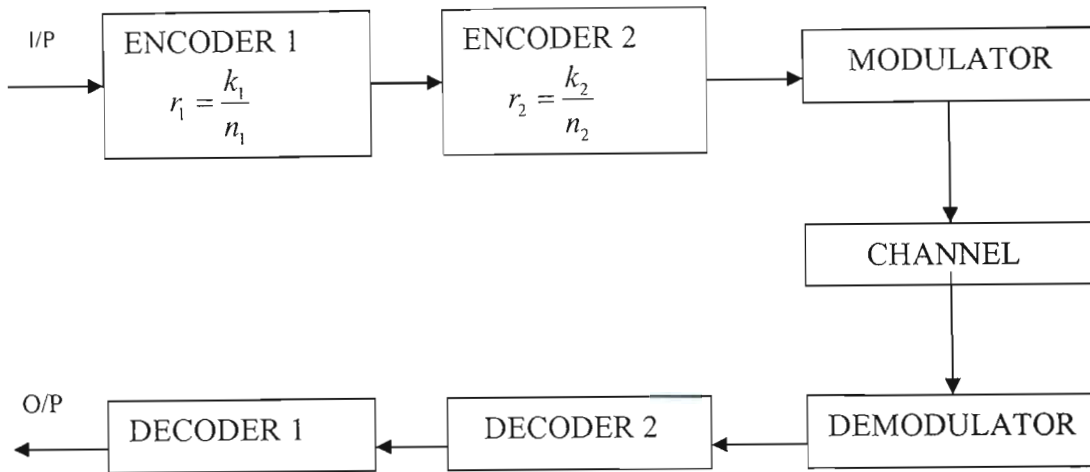 I/P
ENCODER 1
r₁ = k₁/n₁
ENCODER 2
r₂ = k₂/n₂
MODULATOR
CHANNEL
O/P
DECODER 1
DECODER 2
DEMODULATOR